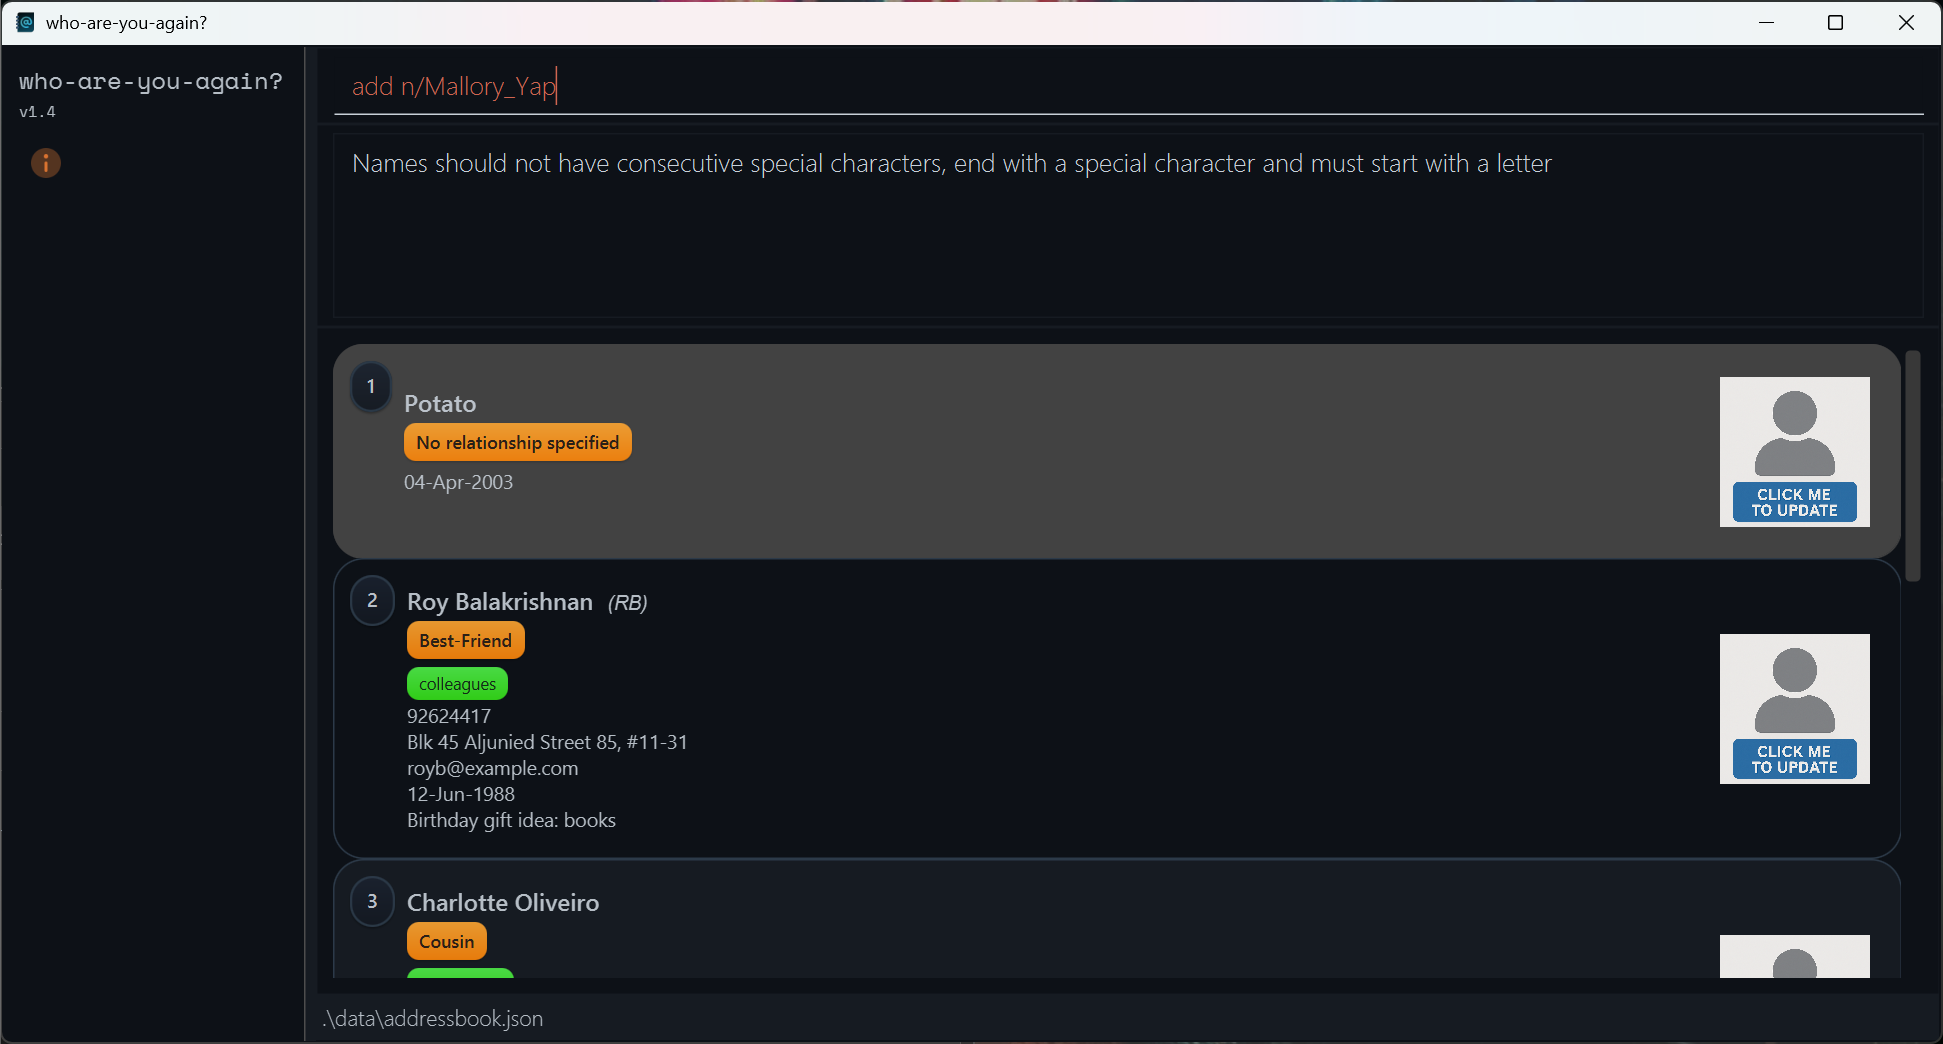 who-are-you-again?
who-are-you-again?
v1.4
add n/Mallory_Yap
Names should not have consecutive special characters, end with a special character and must start with a letter
1
Potato
No relationship specified
04-Apr-2003
CLICK ME
TO UPDATE
2
Roy Balakrishnan (RB)
Best-Friend
colleagues
92624417
Blk 45 Aljunied Street 85, #11-31
royb@example.com
12-Jun-1988
Birthday gift idea: books
CLICK ME
TO UPDATE
3
Charlotte Oliveiro
Cousin
.\data\addressbook.json